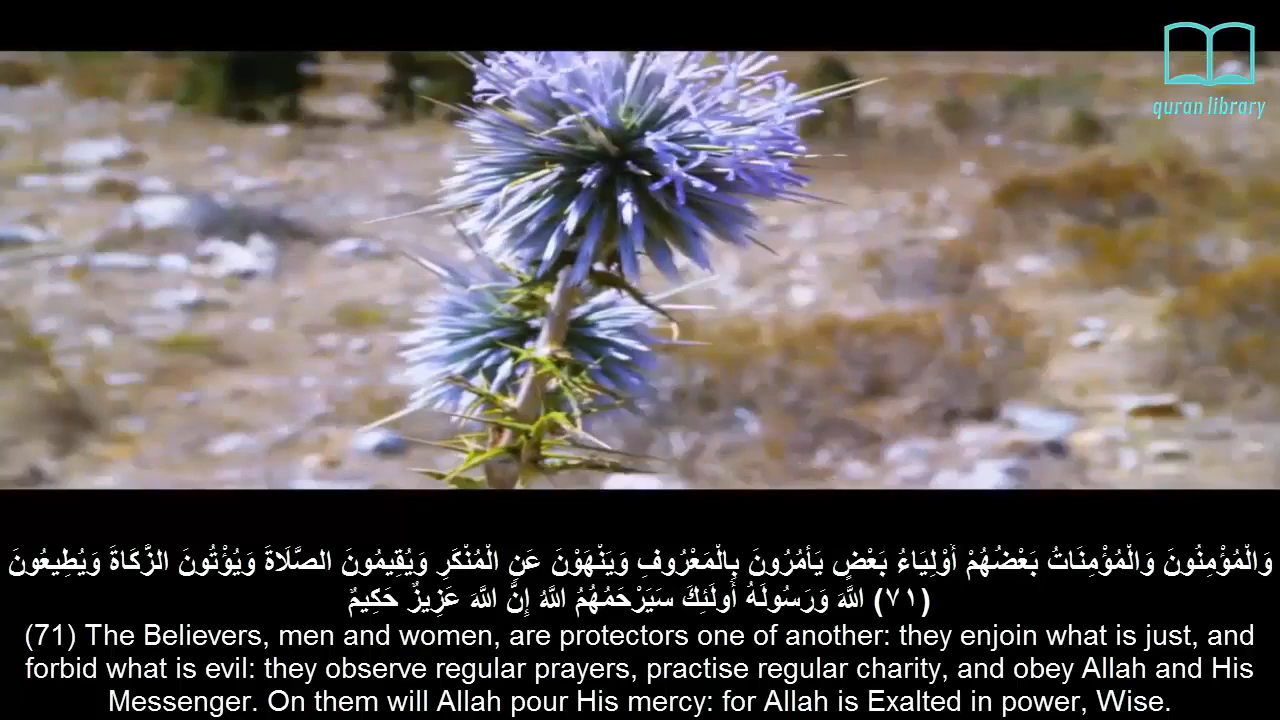 quran library
وَالْمُؤْمِنُونَ وَالْمُؤْمِنَاتُ بَعْضُهُمْ أَوْلِيَاءُ بَعْضٍ يَأْمُرُونَ بِالْمَعْرُوفِ وَيَنْهَوْنَ عَنِ الْمُنْكَرِ وَيُقِيمُونَ الصَّلَاةَ وَيُؤْتُونَ الزَّكَاةَ وَيُطِيعُونَ
اللَّهَ وَرَسُولَهُ أُولَئِكَ سَيَرْحَمُهُمُ اللَّهُ إِنَّ اللَّهَ عَزِيزٌ حَكِيمٌ (٧١)
(71) The Believers, men and women, are protectors one of another: they enjoin what is just, and
forbid what is evil: they observe regular prayers, practise regular charity, and obey Allah and His
Messenger. On them will Allah pour His mercy: for Allah is Exalted in power, Wise.